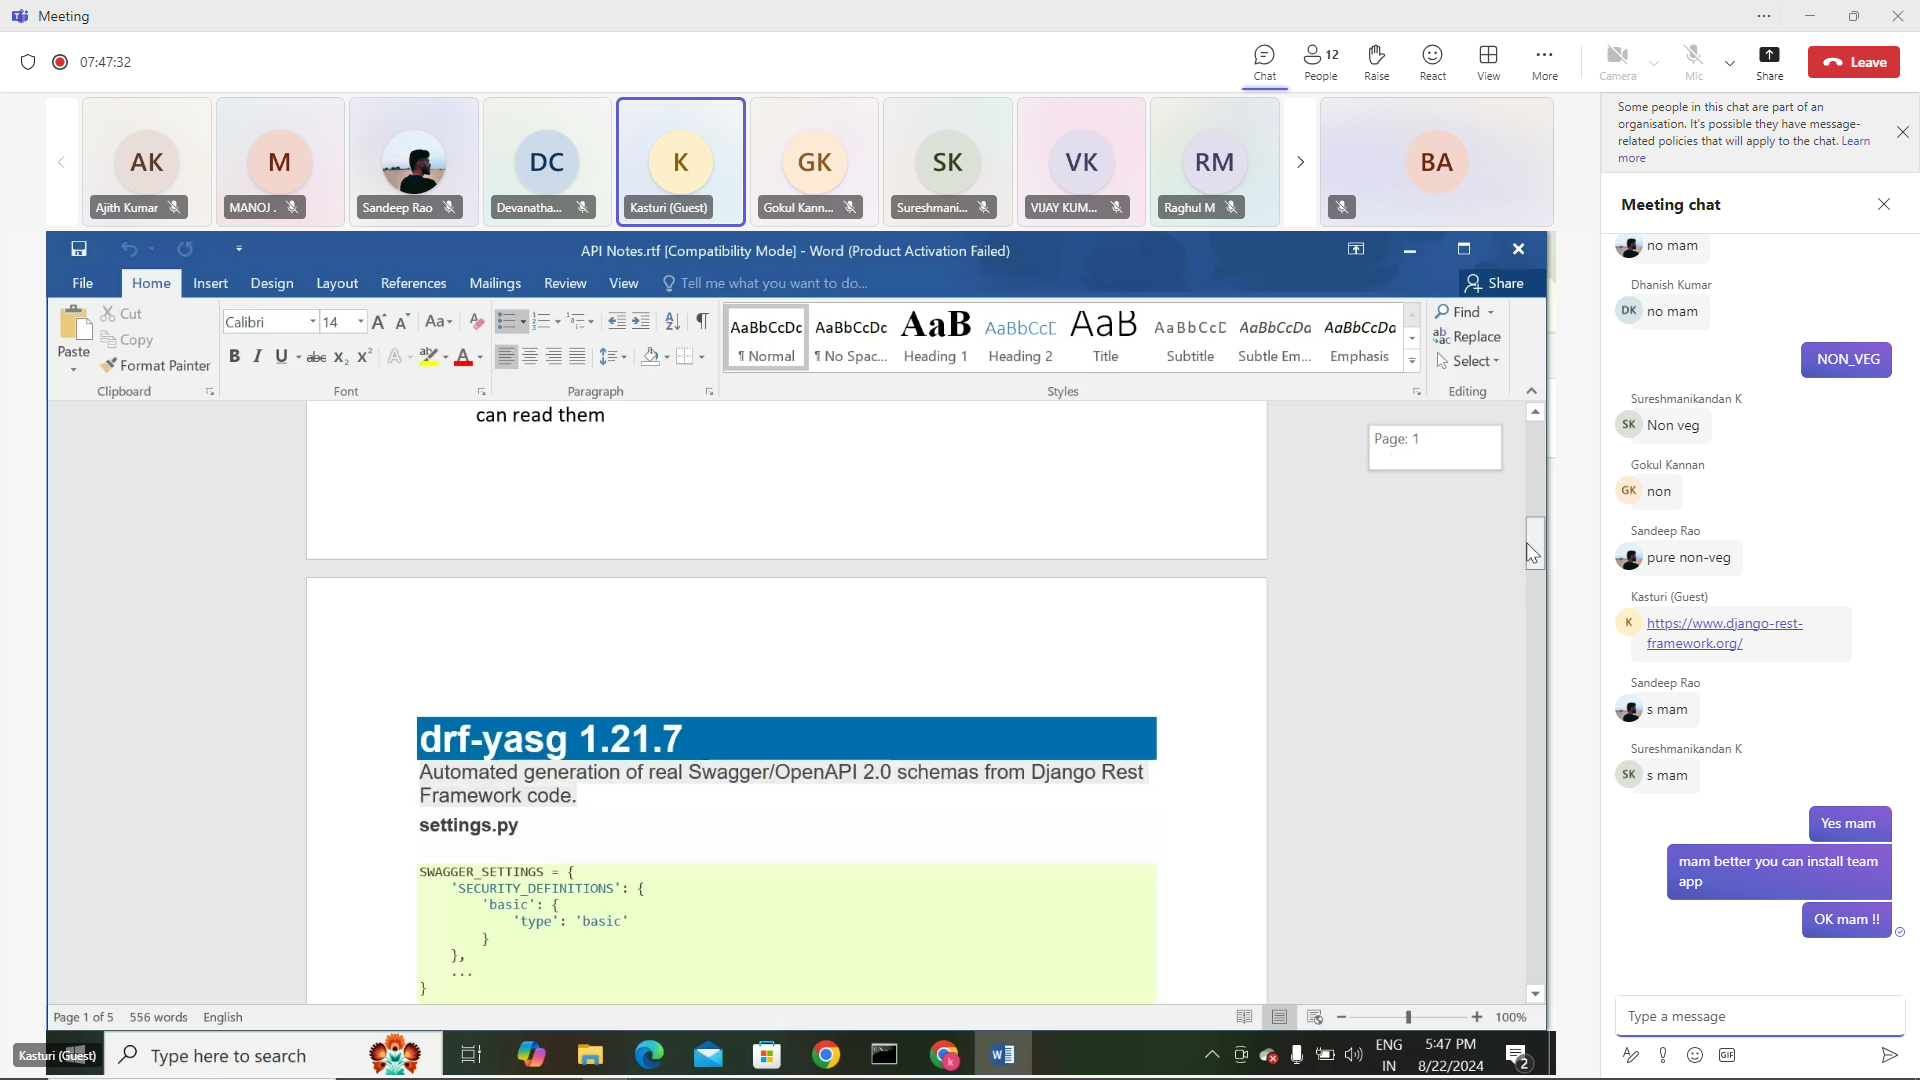 Meeting
07:47:32
Chat
People
12
Raise
React
View
More
Camera
Mic
Share
Leave
AK
Ajith Kumar
M
MANOJ .
Sandeep Rao
DC
Devanatha...
K
Kasturi (Guest)
GK
Gokul Kann...
SK
Sureshmani...
VK
VIJAY KUM...
RM
Raghul M
BA
API Notes.rtf [Compatibility Mode] - Word (Product Activation Failed)
File
Home
Insert
Design
Layout
References
Mailings
Review
View
Tell me what you want to do...
Share
Paste
Cut
Copy
Format Painter
Clipboard
Calibri
14
Font
Paragraph
AaBbCcDc
¶ Normal
AaBbCcDc
¶ No Spac...
AaB
Heading 1
AaBbCcC
Heading 2
AaB
Title
AaBbCcD
Subtitle
AaBbCcDa
Subtle Em...
AaBbCcDa
Emphasis
Styles
Find
Replace
Select
Editing
can read them
Page: 1
drf-yasg 1.21.7
Automated generation of real Swagger/OpenAPI 2.0 schemas from Django Rest
Framework code.
settings.py
SWAGGER_SETTINGS = {
'SECURITY_DEFINITIONS': {
'basic': {
'type': 'basic'
}
},
...
}
Page 1 of 5
556 words
English
100%
Kasturi (Guest)
Type here to search
ENG
IN
5:47 PM
8/22/2024
2
Some people in this chat are part of an
organisation. It's possible they have message-
related policies that will apply to the chat. Learn
more
Meeting chat
no mam
Dhanish Kumar
DK
no mam
NON_VEG
Sureshmanikandan K
SK
Non veg
Gokul Kannan
GK
non
Sandeep Rao
pure non-veg
Kasturi (Guest)
K
https://www.django-rest-
framework.org/
Sandeep Rao
s mam
Sureshmanikandan K
SK
s mam
Yes mam
mam better you can install team
app
OK mam !!
Type a message
GIF